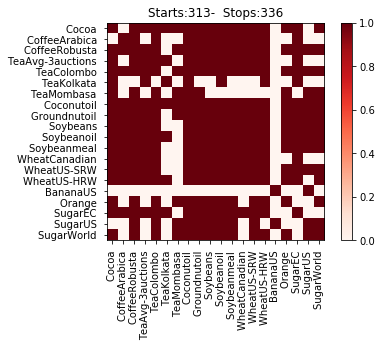 Starts:313-  Stops:336
Cocoa
CoffeeArabica
CoffeeRobusta
TeaAvg-3auctions
TeaColombo
TeaKolkata
TeaMombasa
Coconutoil
Groundnutoil
Soybeans
Soybeanoil
Soybeanmeal
WheatCanadian
WheatUS-SRW
WheatUS-HRW
BananaUS
Orange
SugarEC
SugarUS
SugarWorld
Cocoa
CoffeeArabica
CoffeeRobusta
TeaAvg-3auctions
TeaColombo
TeaKolkata
TeaMombasa
Coconutoil
Groundnutoil
Soybeans
Soybeanoil
Soybeanmeal
WheatCanadian
WheatUS-SRW
WheatUS-HRW
BananaUS
Orange
SugarEC
SugarUS
SugarWorld
1.0
0.8
0.6
0.4
0.2
0.0